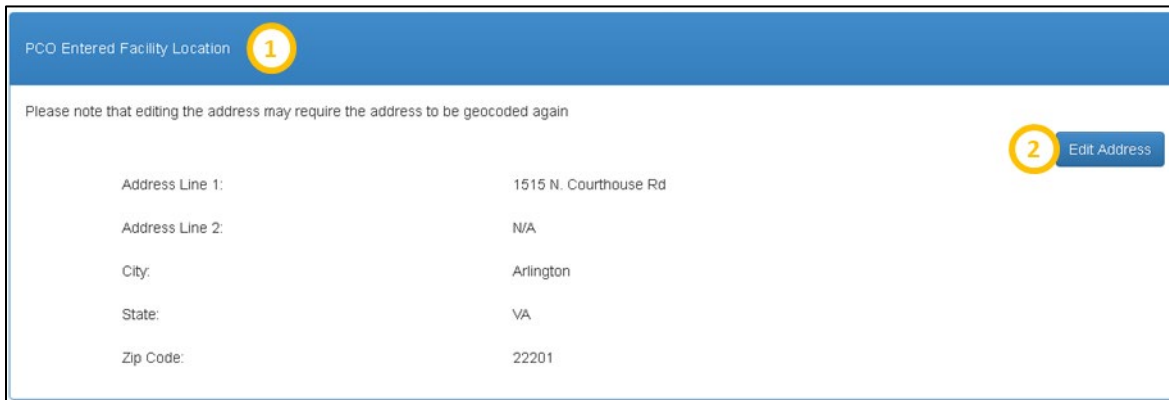 PCO Entered Facility Location 1
Please note that editing the address may require the address to be geocoded again
2 Edit Address
Address Line 1: 1515 N. Courthouse Rd
Address Line 2: N/A
City: Arlington
State: VA
Zip Code: 22201